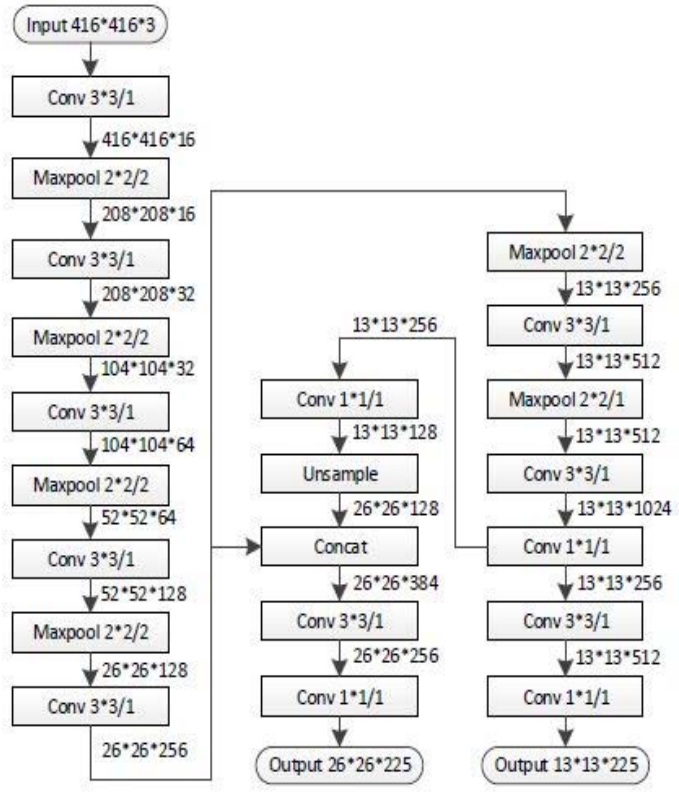 Input 416*416*3
Conv 3*3/1
416*416*16
Maxpool 2*2/2
208*208*16
Conv 3*3/1
208*208*32
Maxpool 2*2/2
104*104*32
Conv 3*3/1
104*104*64
Maxpool 2*2/2
52*52*64
Conv 3*3/1
52*52*128
Maxpool 2*2/2
26*26*128
Conv 3*3/1
26*26*256
13*13*256
Conv 1*1/1
13*13*128
Unsample
26*26*128
Concat
26*26*384
Conv 3*3/1
26*26*256
Conv 1*1/1
Output 26*26*225
Maxpool 2*2/2
13*13*256
Conv 3*3/1
13*13*512
Maxpool 2*2/1
13*13*512
Conv 3*3/1
13*13*1024
Conv 1*1/1
13*13*256
Conv 3*3/1
13*13*512
Conv 1*1/1
Output 13*13*225